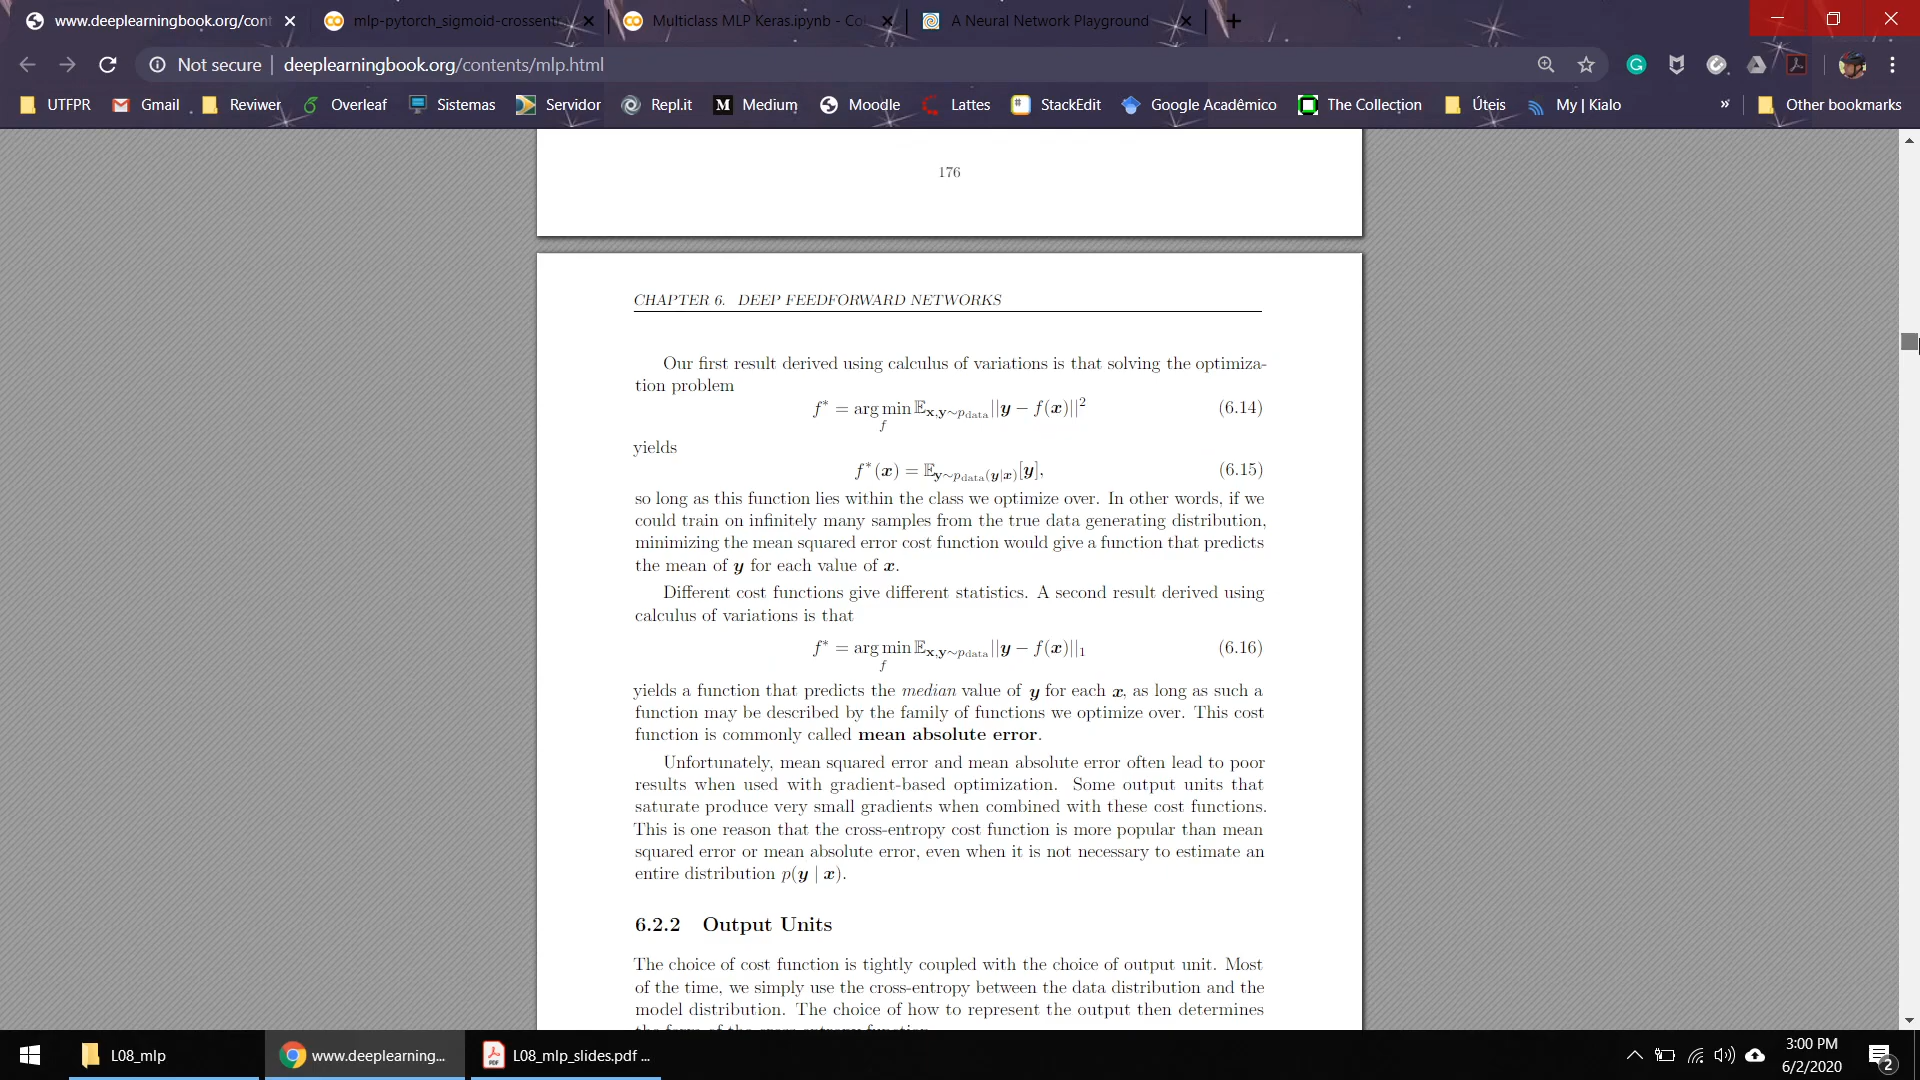 www.deeplearningbook.org/cont
mlp-pytorch_sigmoid-crossentr
Multiclass MLP Keras.ipynb - Co
A Neural Network Playground
Not secure | deeplearningbook.org/contents/mlp.html
UTFPR Gmail Reviwer Overleaf Sistemas Servidor Repl.it Medium Moodle Lattes StackEdit Google Acadêmico The Collection Úteis My | Kialo » Other bookmarks
176
CHAPTER 6. DEEP FEEDFORWARD NETWORKS
Our first result derived using calculus of variations is that solving the optimiza-
tion problem
f* = arg min_f 𝔼_{x,y∼p_data} ||y − f(x)||² (6.14)
yields
f*(x) = 𝔼_{y∼p_data(y|x)}[y], (6.15)
so long as this function lies within the class we optimize over. In other words, if we
could train on infinitely many samples from the true data generating distribution,
minimizing the mean squared error cost function would give a function that predicts
the mean of y for each value of x.
Different cost functions give different statistics. A second result derived using
calculus of variations is that
f* = arg min_f 𝔼_{x,y∼p_data} ||y − f(x)||₁ (6.16)
yields a function that predicts the median value of y for each x, as long as such a
function may be described by the family of functions we optimize over. This cost
function is commonly called mean absolute error.
Unfortunately, mean squared error and mean absolute error often lead to poor
results when used with gradient-based optimization. Some output units that
saturate produce very small gradients when combined with these cost functions.
This is one reason that the cross-entropy cost function is more popular than mean
squared error or mean absolute error, even when it is not necessary to estimate an
entire distribution p(y | x).
6.2.2 Output Units
The choice of cost function is tightly coupled with the choice of output unit. Most
of the time, we simply use the cross-entropy between the data distribution and the
model distribution. The choice of how to represent the output then determines
the form of the cross-entropy function.
L08_mlp
www.deeplearning...
L08_mlp_slides.pdf ...
3:00 PM
6/2/2020
2